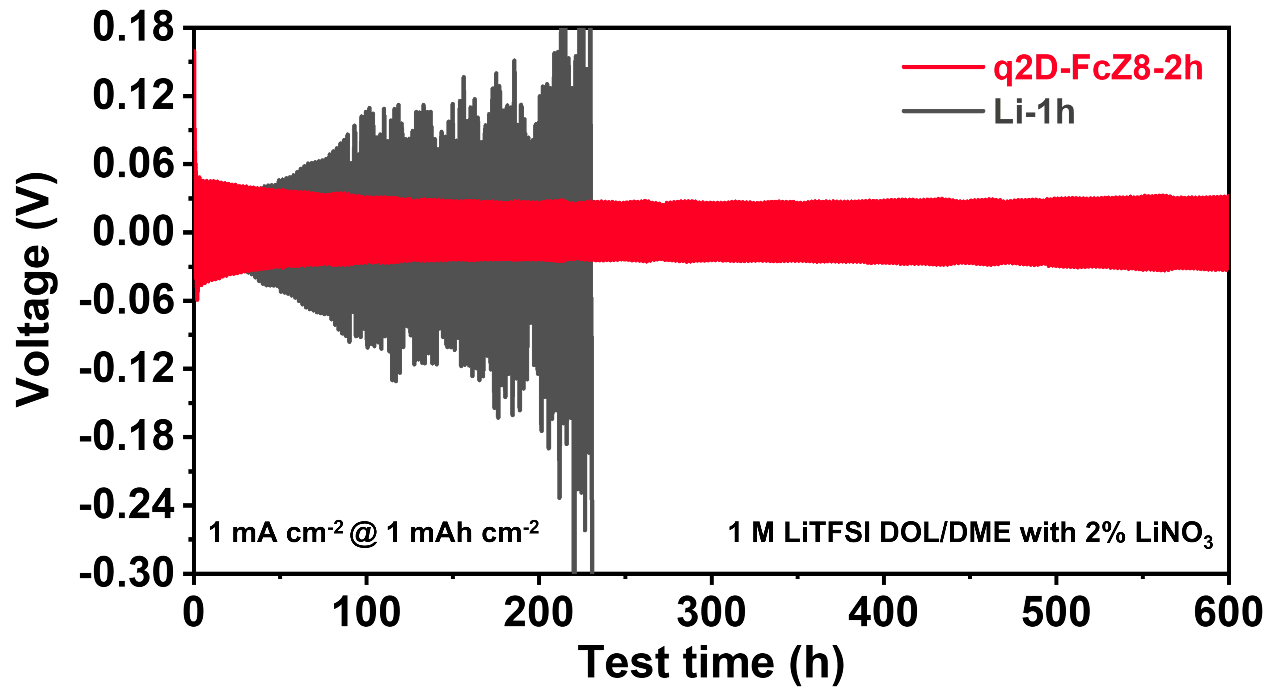 0.18
0.12
0.06
0.00
-0.06
-0.12
-0.18
-0.24
-0.30
Voltage (V)
q2D-FcZ8-2h
Li-1h
1 mA cm-2 @ 1 mAh cm-2
1 M LiTFSI DOL/DME with 2% LiNO3
0 100 200 300 400 500 600
Test time (h)